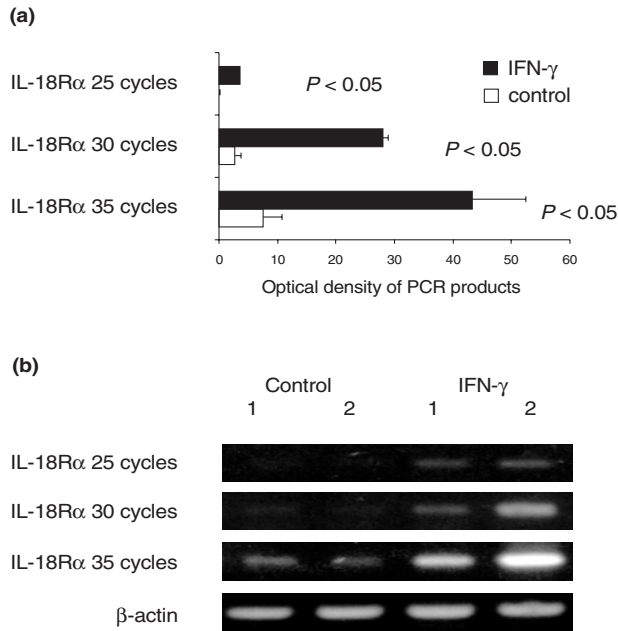 (a)
IL-18Rα 25 cycles
IL-18Rα 30 cycles
IL-18Rα 35 cycles
P < 0.05
P < 0.05
P < 0.05
IFN-γ
control
0 10 20 30 40 50 60
Optical density of PCR products
(b)
Control IFN-γ
1 2 1 2
IL-18Rα 25 cycles
IL-18Rα 30 cycles
IL-18Rα 35 cycles
β-actin